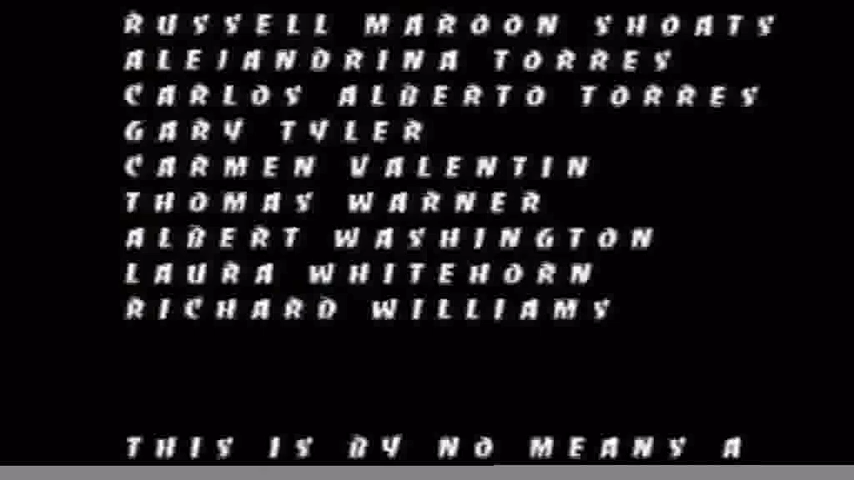 RUSSELL MAROON SHOATS
ALEJANDRINA TORRES
CARLOS ALBERTO TORRES
GARY TYLER
CARMEN VALENTIN
THOMAS WARNER
ALBERT WASHINGTON
LAURA WHITEHORN
RICHARD WILLIAMS
THIS IS BY NO MEANS A